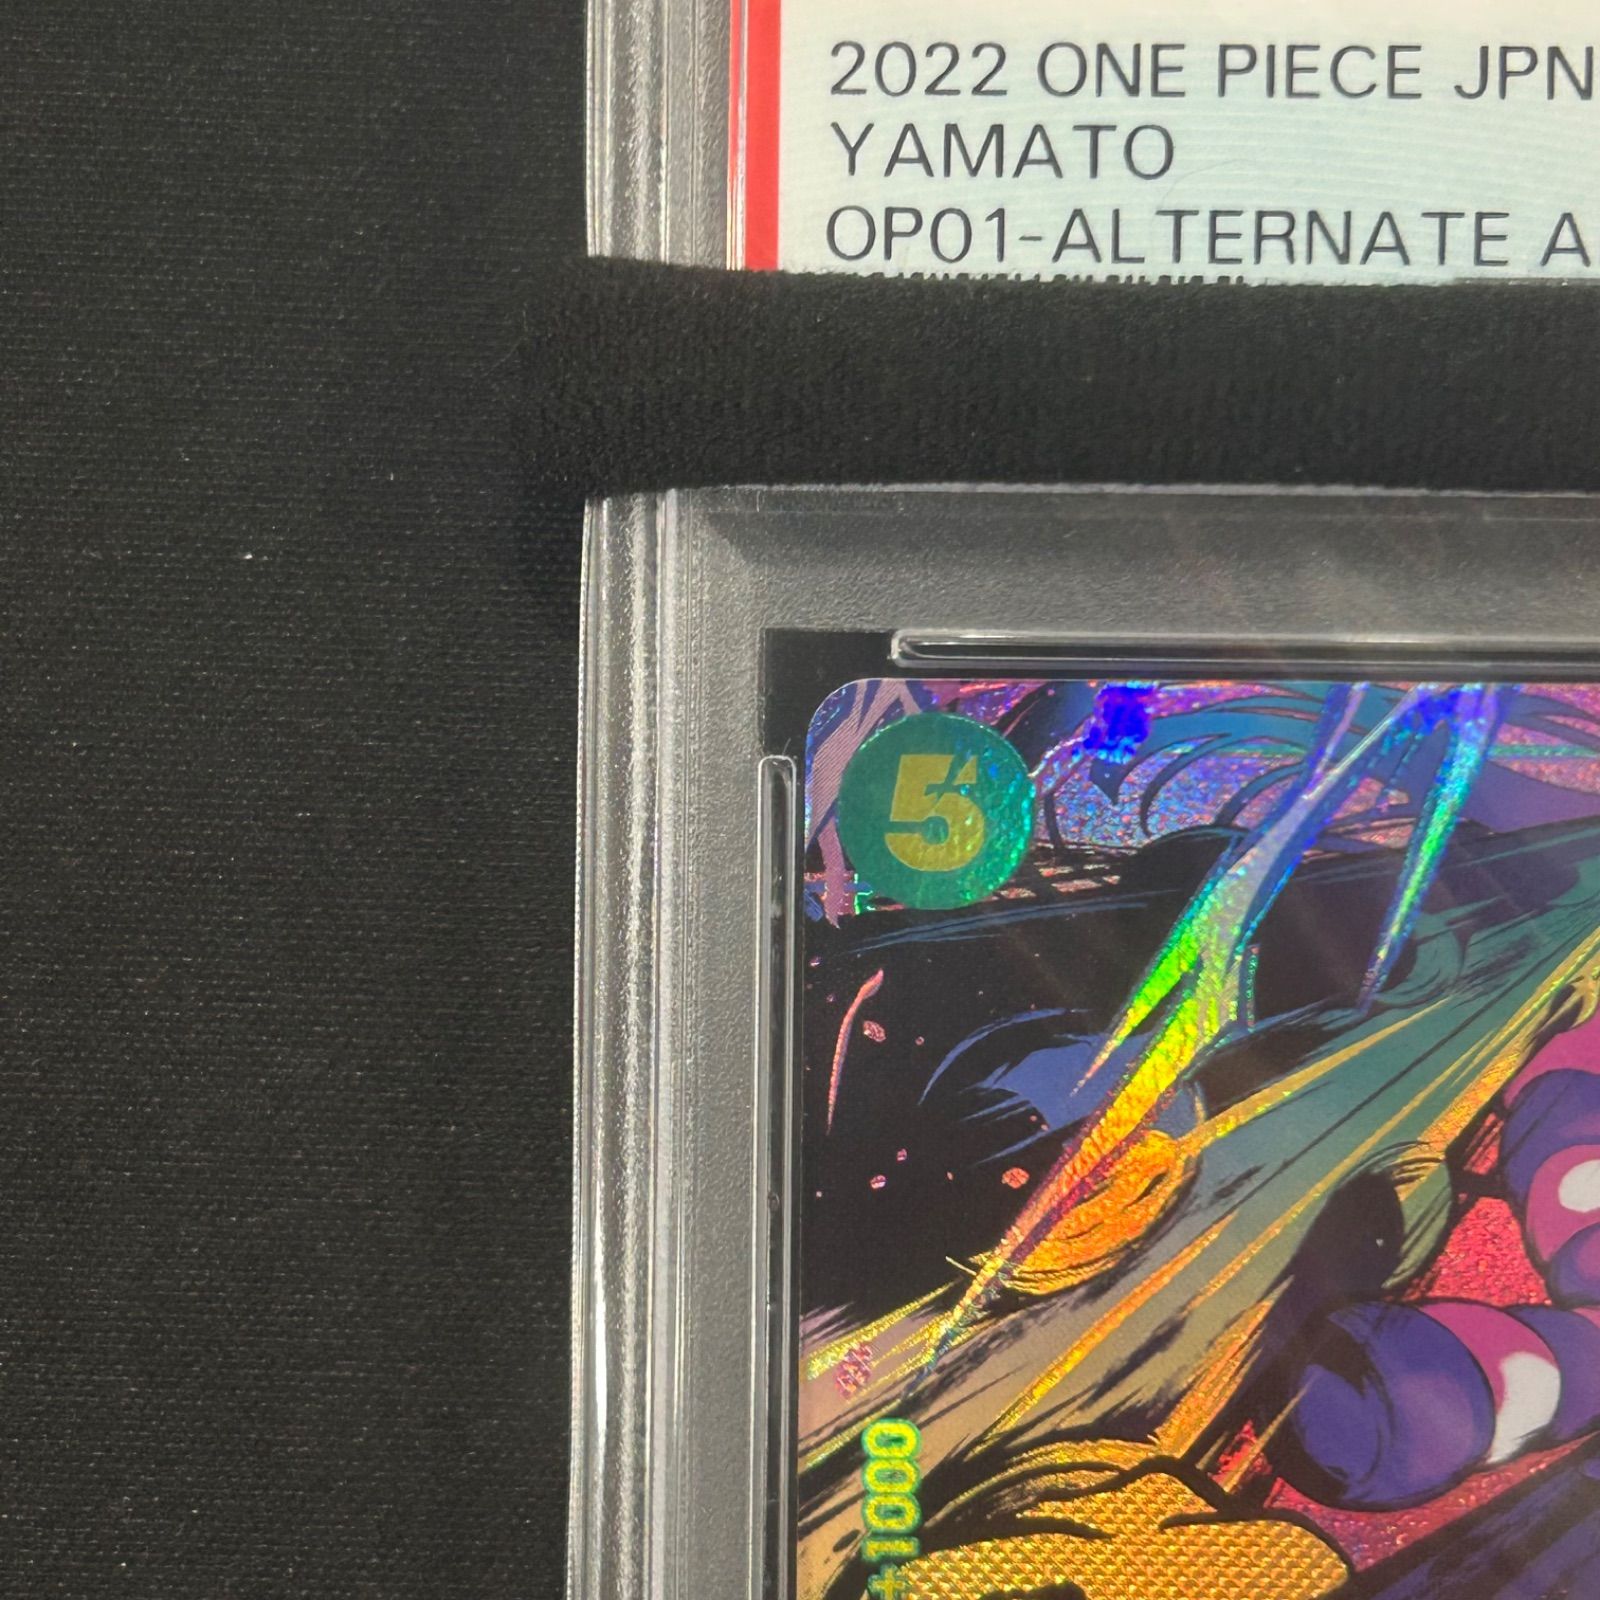 2022 ONE PIECE JPN
YAMATO
OP01-ALTERNATE A
5
+1000